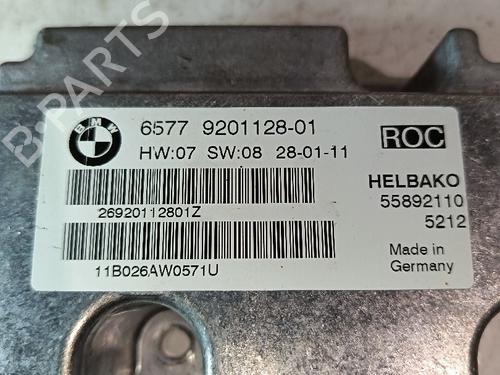 B-PARTS
BMW
6577 9201128-01
ROC
HW:07 SW:08 28-01-11
HELBAKO
55892110
26920112801Z
5212
Made in
Germany
11B026AW0571U